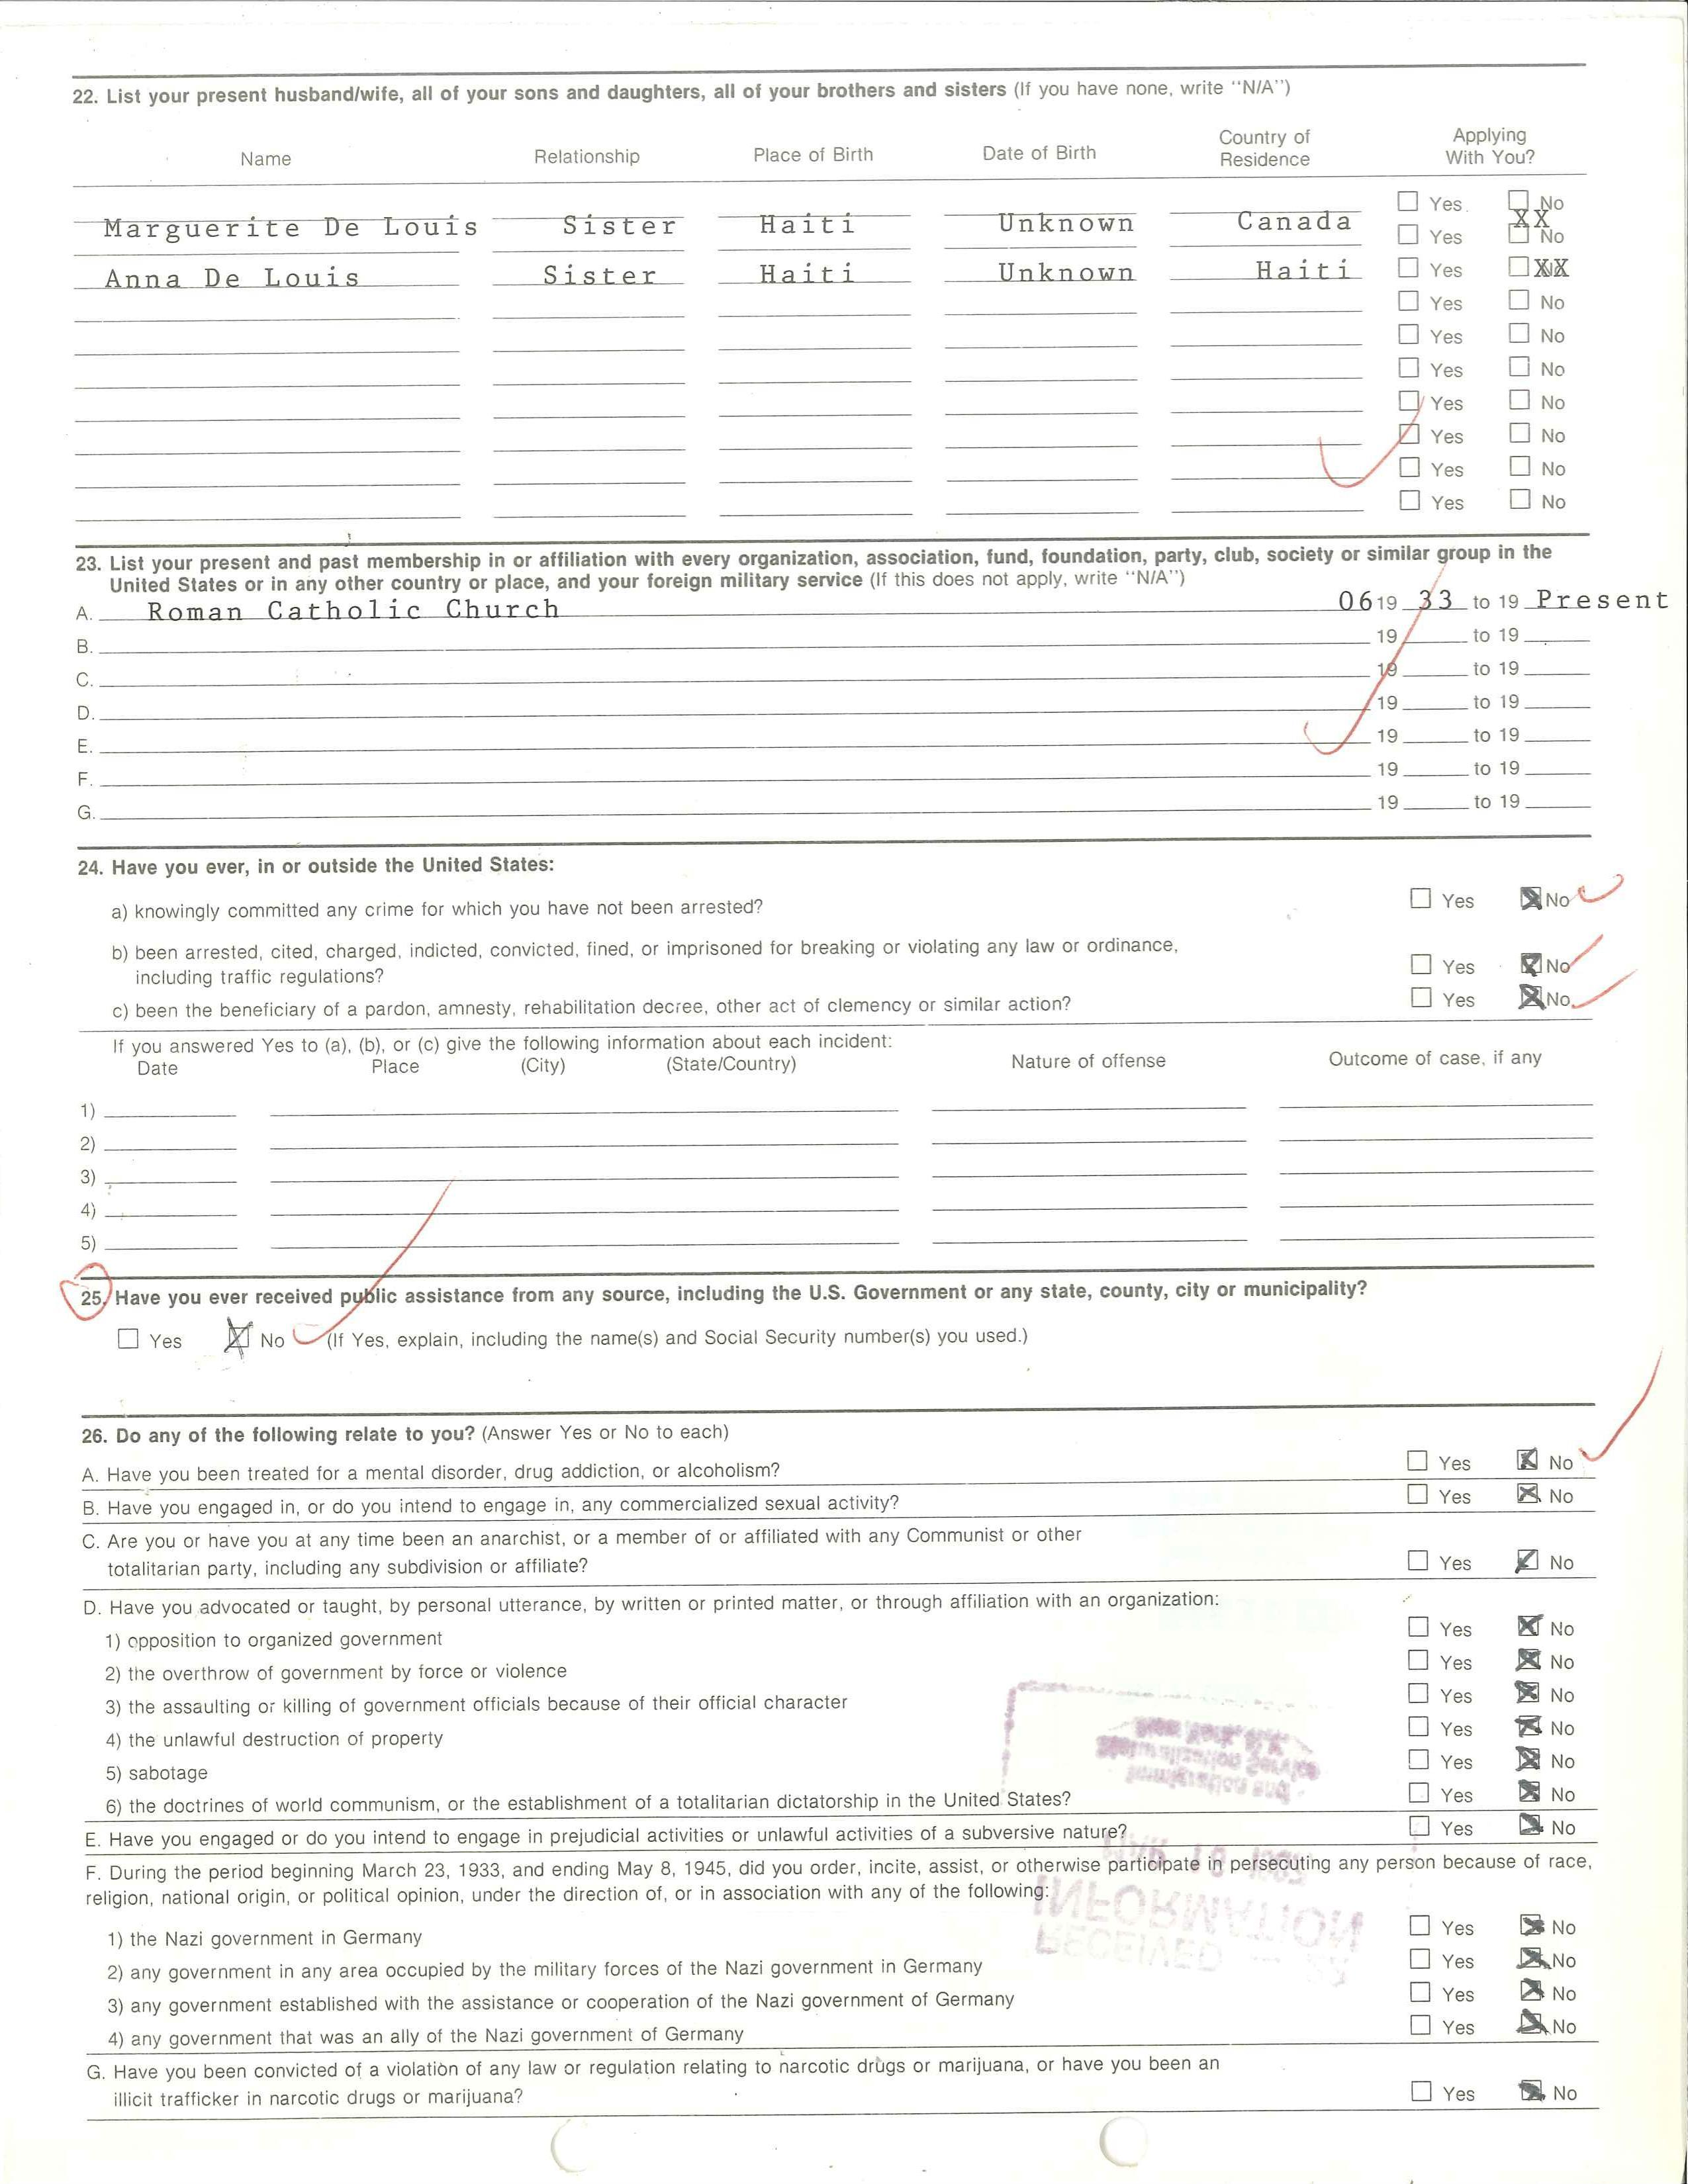 22. List your present husband/wife, all of your sons and daughters, all of your brothers and sisters (If you have none, write "N/A")
Name Relationship Place of Birth Date of Birth Country of Residence Applying With You?
Yes No
Marguerite De Louis Sister Haiti Unknown Canada XX
Yes No
Anna De Louis Sister Haiti Unknown Haiti Yes XX
Yes No
Yes No
Yes No
Yes No
Yes No
Yes No
Yes No
23. List your present and past membership in or affiliation with every organization, association, fund, foundation, party, club, society or similar group in the
United States or in any other country or place, and your foreign military service (If this does not apply, write "N/A")
A. Roman Catholic Church 06 19 33 to 19 Present
B. 19 to 19
C. 19 to 19
D. 19 to 19
E. 19 to 19
F. 19 to 19
G. 19 to 19
24. Have you ever, in or outside the United States:
a) knowingly committed any crime for which you have not been arrested? Yes No
b) been arrested, cited, charged, indicted, convicted, fined, or imprisoned for breaking or violating any law or ordinance,
including traffic regulations? Yes No
c) been the beneficiary of a pardon, amnesty, rehabilitation decree, other act of clemency or similar action? Yes No
If you answered Yes to (a), (b), or (c) give the following information about each incident:
Date Place (City) (State/Country) Nature of offense Outcome of case, if any
1)
2)
3)
4)
5)
25. Have you ever received public assistance from any source, including the U.S. Government or any state, county, city or municipality?
Yes No (If Yes, explain, including the name(s) and Social Security number(s) you used.)
26. Do any of the following relate to you? (Answer Yes or No to each)
A. Have you been treated for a mental disorder, drug addiction, or alcoholism? Yes No
B. Have you engaged in, or do you intend to engage in, any commercialized sexual activity? Yes No
C. Are you or have you at any time been an anarchist, or a member of or affiliated with any Communist or other
totalitarian party, including any subdivision or affiliate? Yes No
D. Have you advocated or taught, by personal utterance, by written or printed matter, or through affiliation with an organization:
1) opposition to organized government Yes No
2) the overthrow of government by force or violence Yes No
3) the assaulting or killing of government officials because of their official character Yes No
4) the unlawful destruction of property Yes No
5) sabotage Yes No
6) the doctrines of world communism, or the establishment of a totalitarian dictatorship in the United States? Yes No
E. Have you engaged or do you intend to engage in prejudicial activities or unlawful activities of a subversive nature? Yes No
F. During the period beginning March 23, 1933, and ending May 8, 1945, did you order, incite, assist, or otherwise participate in persecuting any person because of race,
religion, national origin, or political opinion, under the direction of, or in association with any of the following:
1) the Nazi government in Germany Yes No
2) any government in any area occupied by the military forces of the Nazi government in Germany Yes No
3) any government established with the assistance or cooperation of the Nazi government of Germany Yes No
4) any government that was an ally of the Nazi government of Germany Yes No
G. Have you been convicted of a violation of any law or regulation relating to narcotic drugs or marijuana, or have you been an
illicit trafficker in narcotic drugs or marijuana? Yes No
RECEIVED
INFORMATION
Immigration and
Naturalization Service